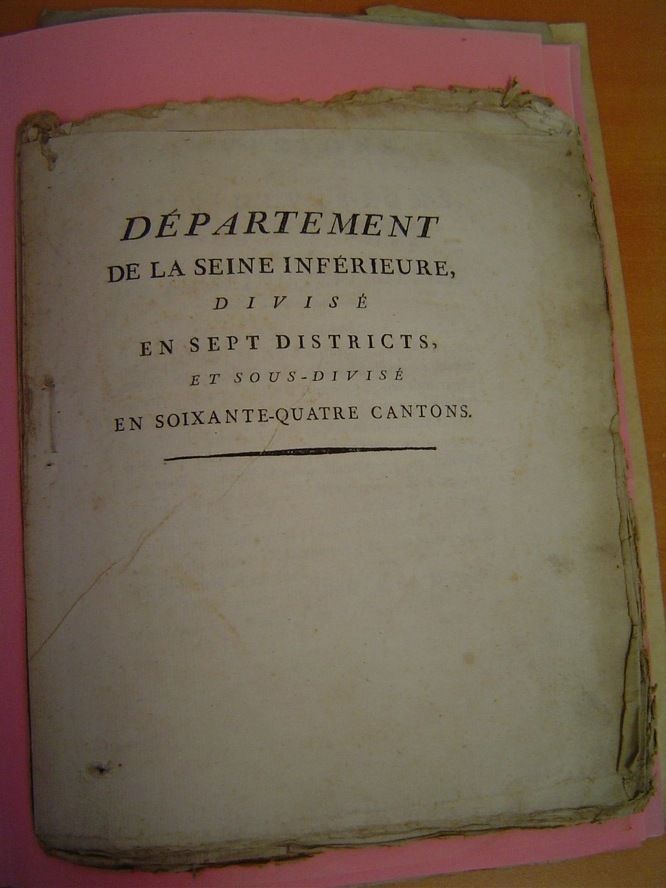 DÉPARTEMENT
DE LA SEINE INFÉRIEURE,
DIVISÉ
EN SEPT DISTRICTS,
ET SOUS-DIVISÉ
EN SOIXANTE-QUATRE CANTONS.